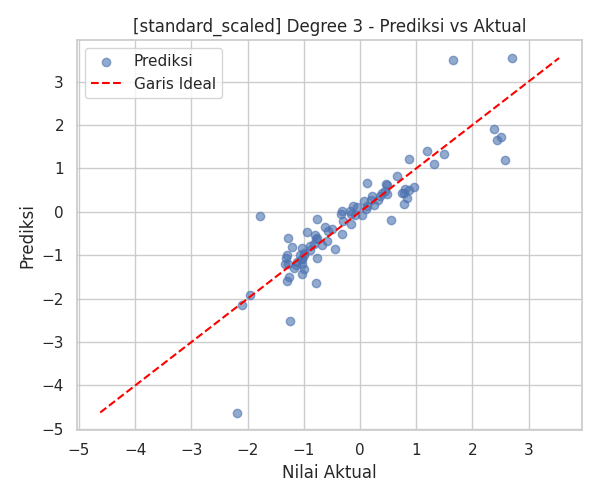 [standard_scaled] Degree 3 - Prediksi vs Aktual
Prediksi
Garis Ideal
Prediksi
3
2
1
0
−1
−2
−3
−4
−5
−5 −4 −3 −2 −1 0 1 2 3
Nilai Aktual